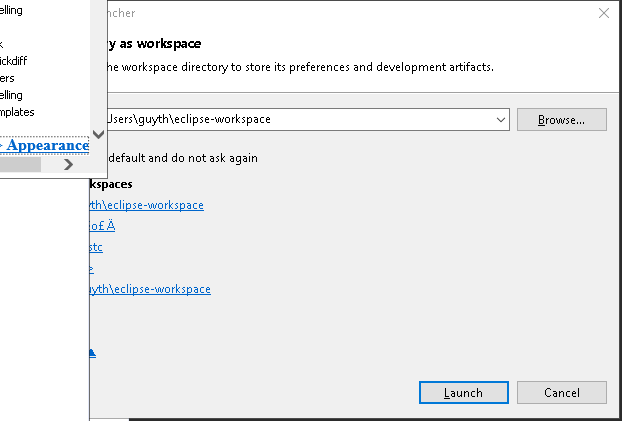 elling
k
ickdiff
ers
elling
mplates
Appearance
ncher
y as workspace
he workspace directory to store its preferences and development artifacts.
Users\guyth\eclipse-workspace
Browse...
default and do not ask again
kspaces
yth\eclipse-workspace
of£ Ä
stc
>
uyth\eclipse-workspace
Launch
Cancel